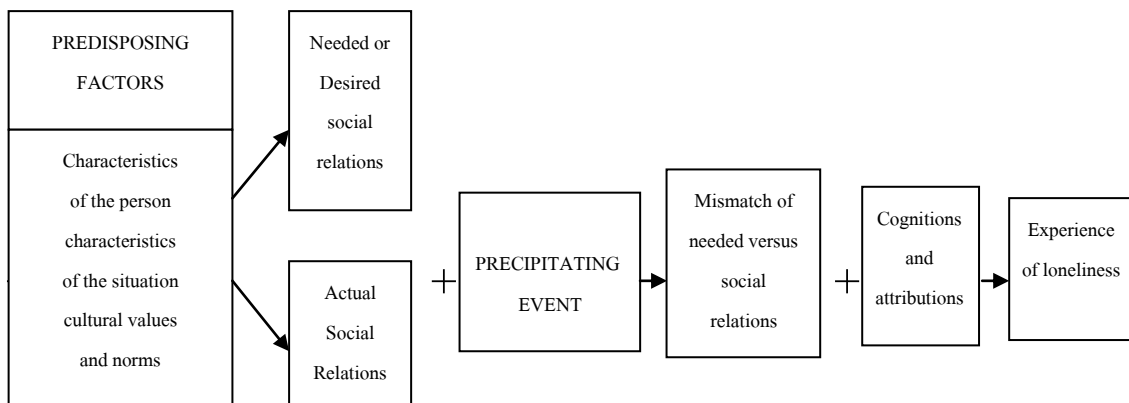 PREDISPOSING
FACTORS
Characteristics
of the person
characteristics
of the situation
cultural values
and norms
Needed or
Desired
social
relations
Actual
Social
Relations
+
PRECIPITATING
EVENT
Mismatch of
needed versus
social
relations
+
Cognitions
and
attributions
Experience
of loneliness